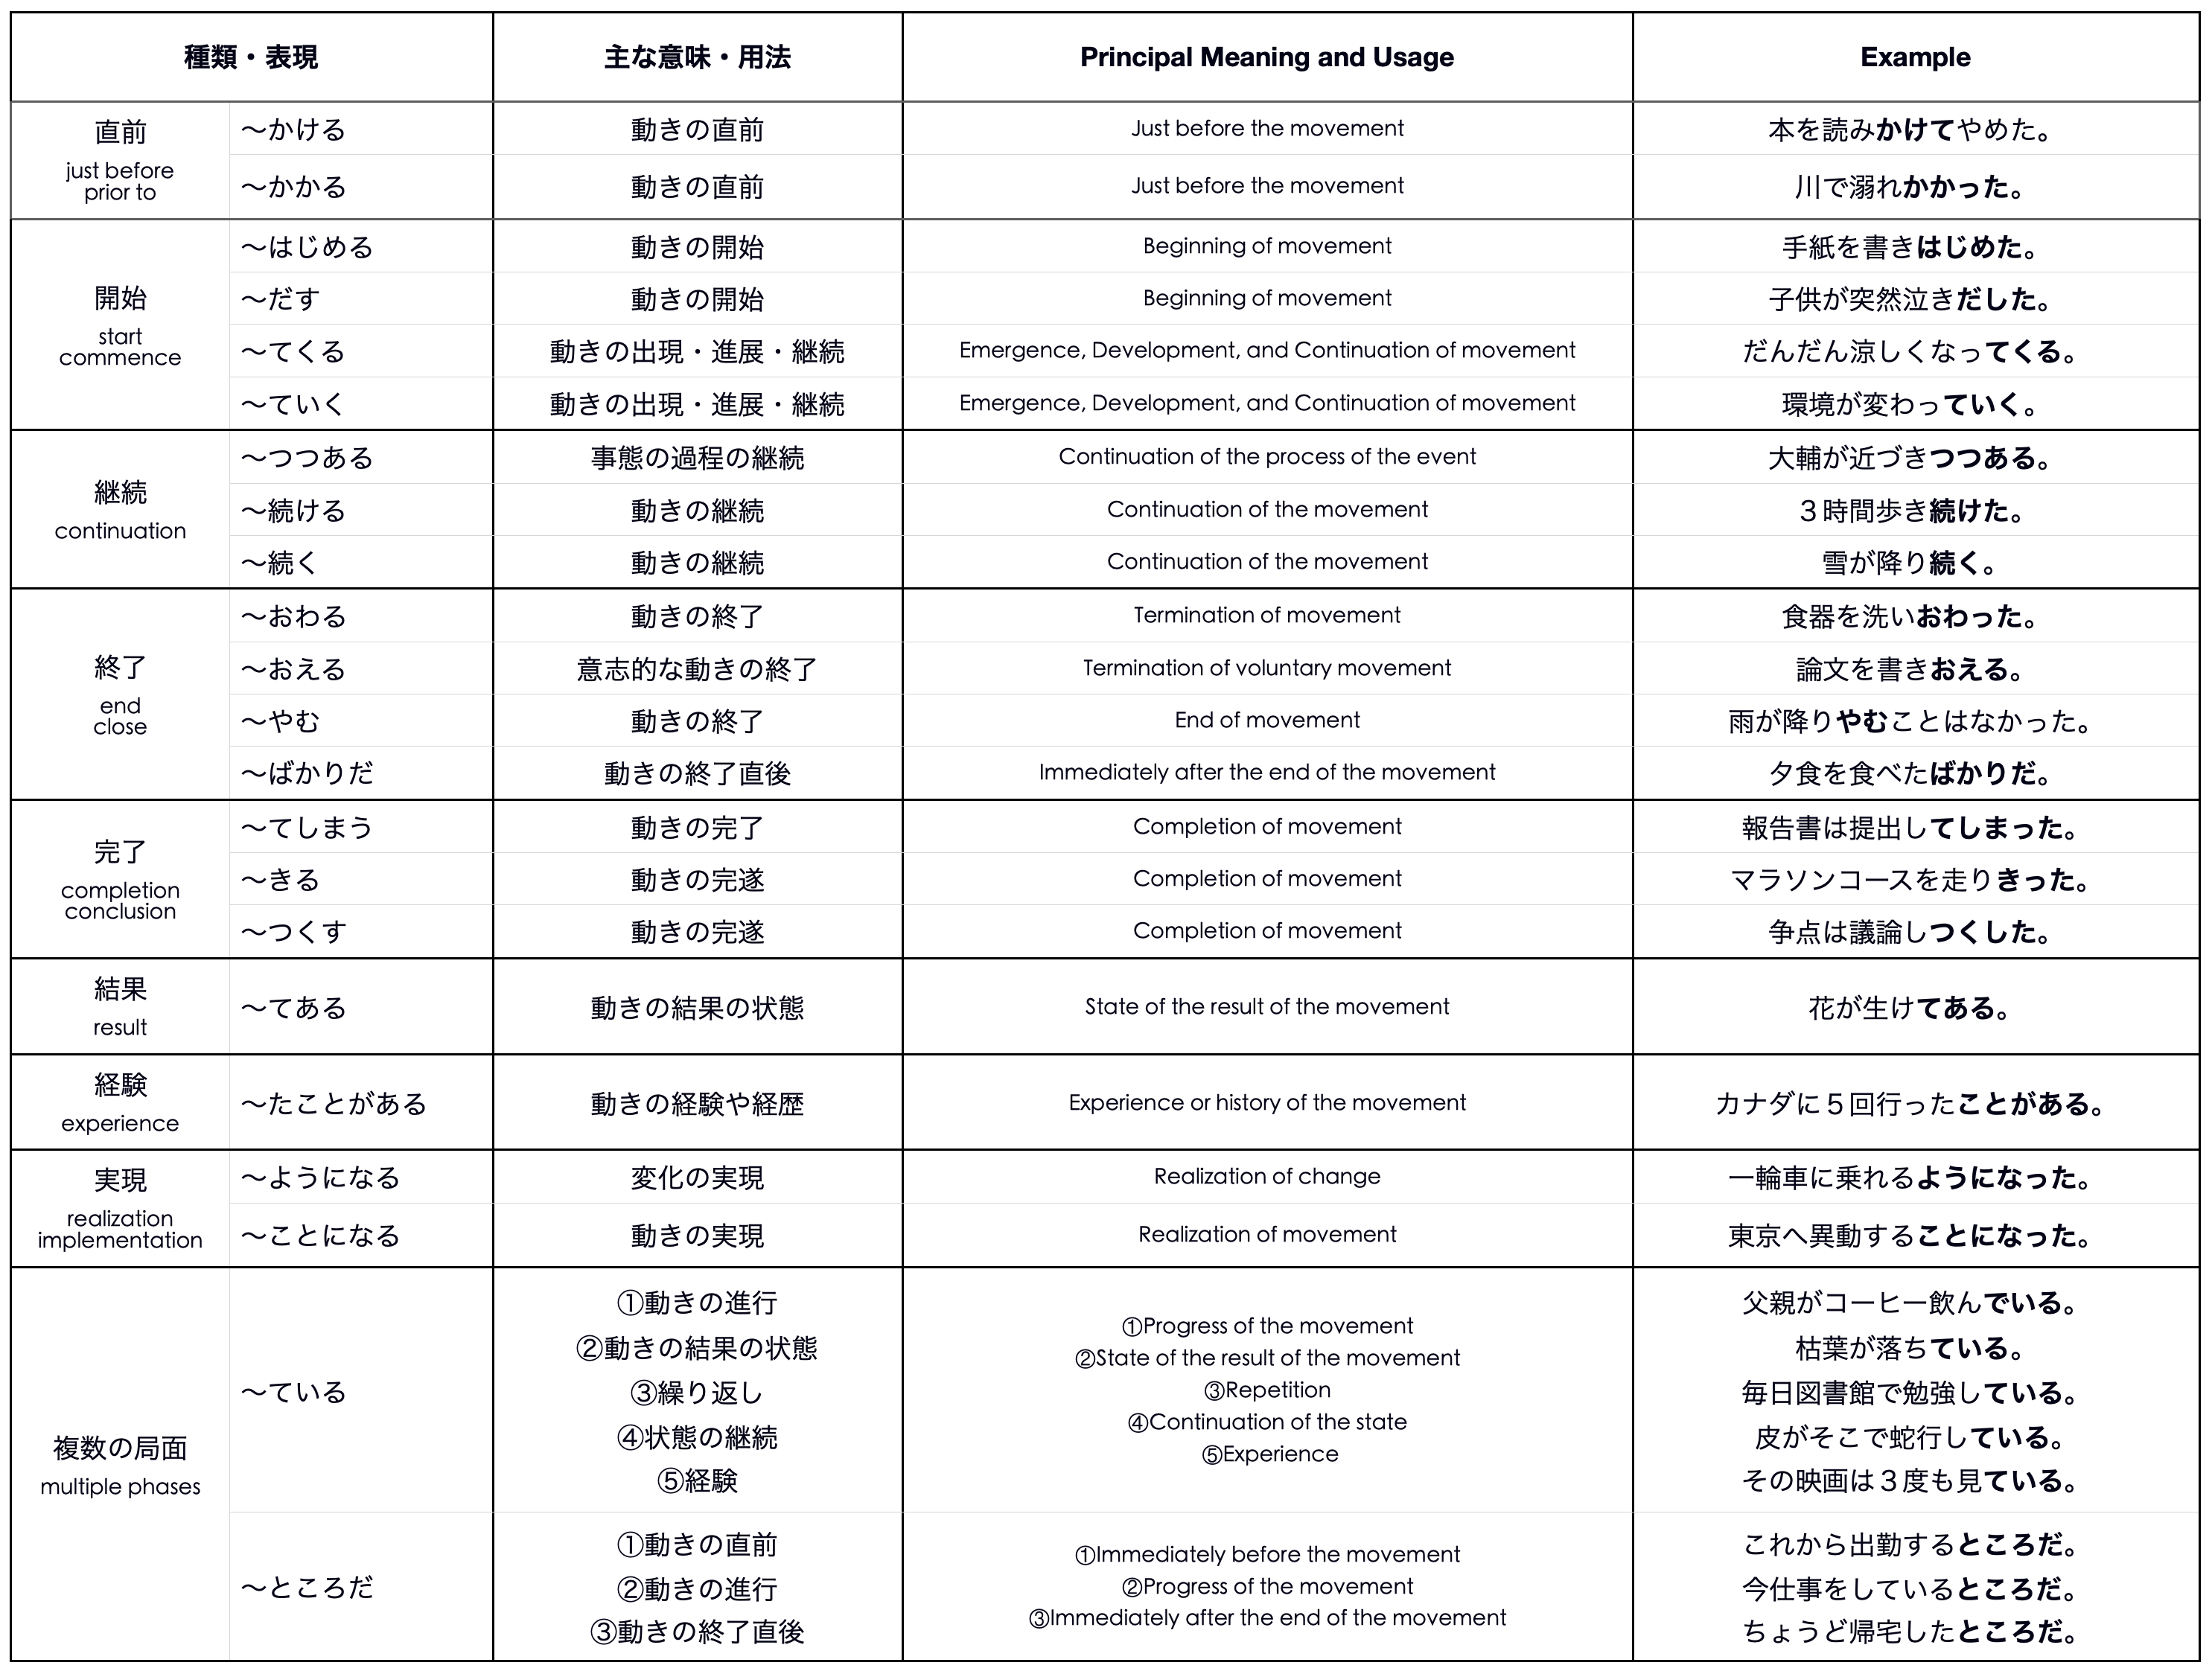 種類・表現
主な意味・用法
Principal Meaning and Usage
Example
直前
just before
prior to
〜かける
動きの直前
Just before the movement
本を読みかけてやめた。
〜かかる
動きの直前
Just before the movement
川で溺れかかった。
開始
start
commence
〜はじめる
動きの開始
Beginning of movement
手紙を書きはじめた。
〜だす
動きの開始
Beginning of movement
子供が突然泣きだした。
〜てくる
動きの出現・進展・継続
Emergence, Development, and Continuation of movement
だんだん涼しくなってくる。
〜ていく
動きの出現・進展・継続
Emergence, Development, and Continuation of movement
環境が変わっていく。
継続
continuation
〜つつある
事態の過程の継続
Continuation of the process of the event
大輔が近づきつつある。
〜続ける
動きの継続
Continuation of the movement
３時間歩き続けた。
〜続く
動きの継続
Continuation of the movement
雪が降り続く。
終了
end
close
〜おわる
動きの終了
Termination of movement
食器を洗いおわった。
〜おえる
意志的な動きの終了
Termination of voluntary movement
論文を書きおえる。
〜やむ
動きの終了
End of movement
雨が降りやむことはなかった。
〜ばかりだ
動きの終了直後
Immediately after the end of the movement
夕食を食べたばかりだ。
完了
completion
conclusion
〜てしまう
動きの完了
Completion of movement
報告書は提出してしまった。
〜きる
動きの完遂
Completion of movement
マラソンコースを走りきった。
〜つくす
動きの完遂
Completion of movement
争点は議論しつくした。
結果
result
〜てある
動きの結果の状態
State of the result of the movement
花が生けてある。
経験
experience
〜たことがある
動きの経験や経歴
Experience or history of the movement
カナダに５回行ったことがある。
実現
realization
implementation
〜ようになる
変化の実現
Realization of change
一輪車に乗れるようになった。
〜ことになる
動きの実現
Realization of movement
東京へ異動することになった。
複数の局面
multiple phases
〜ている
①動きの進行
②動きの結果の状態
③繰り返し
④状態の継続
⑤経験
①Progress of the movement
②State of the result of the movement
③Repetition
④Continuation of the state
⑤Experience
父親がコーヒー飲んでいる。
枯葉が落ちている。
毎日図書館で勉強している。
皮がそこで蛇行している。
その映画は３度も見ている。
〜ところだ
①動きの直前
②動きの進行
③動きの終了直後
①Immediately before the movement
②Progress of the movement
③Immediately after the end of the movement
これから出勤するところだ。
今仕事をしているところだ。
ちょうど帰宅したところだ。